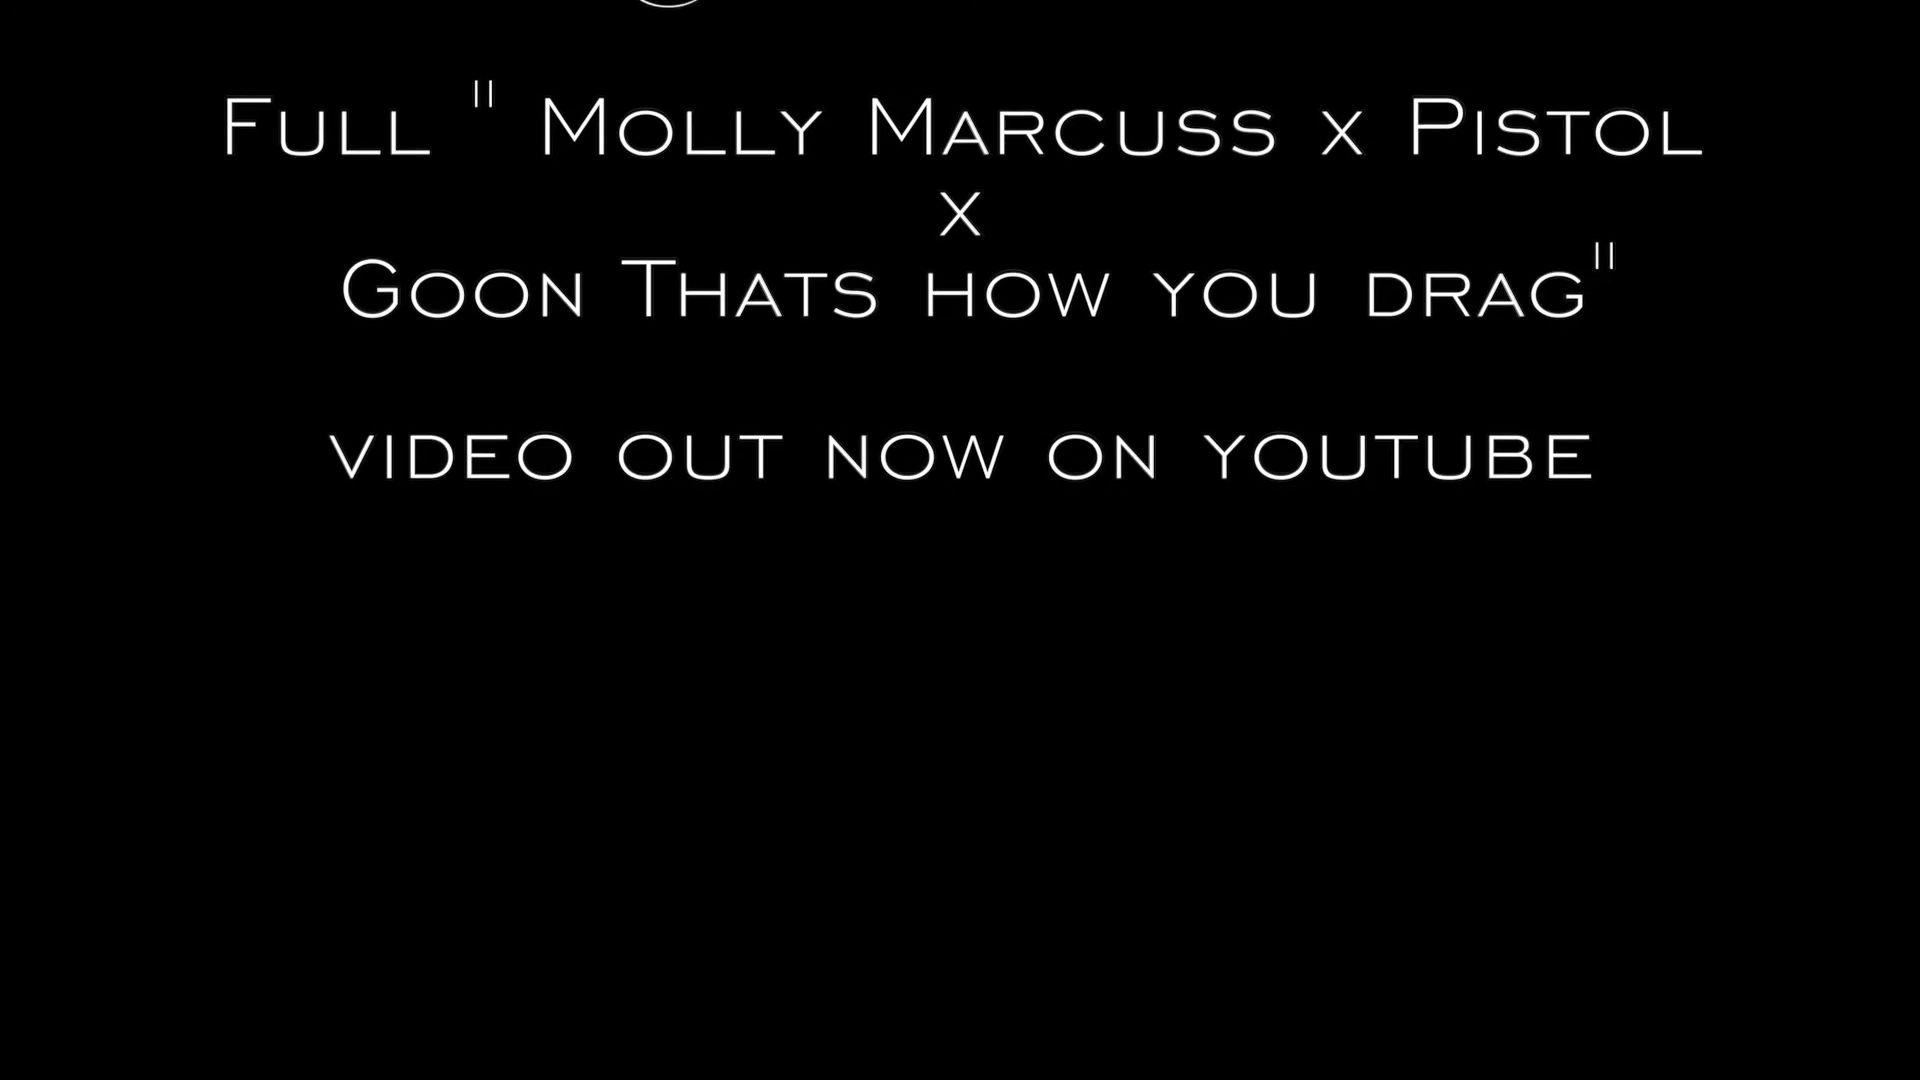 Full " Molly Marcuss x Pistol
x
Goon Thats how you drag"
video out now on youtube